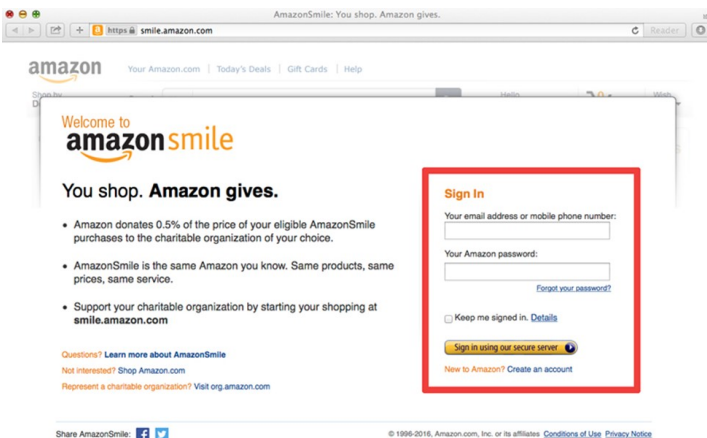 AmazonSmile: You shop. Amazon gives.
https smile.amazon.com
Reader
amazon
Your Amazon.com | Today's Deals | Gift Cards | Help
Shop by
Hello
Wish
Welcome to
amazonsmile
You shop. Amazon gives.
• Amazon donates 0.5% of the price of your eligible AmazonSmile
purchases to the charitable organization of your choice.
• AmazonSmile is the same Amazon you know. Same products, same
prices, same service.
• Support your charitable organization by starting your shopping at
smile.amazon.com
Questions? Learn more about AmazonSmile
Not interested? Shop Amazon.com
Represent a charitable organization? Visit org.amazon.com
Sign In
Your email address or mobile phone number:
Your Amazon password:
Forgot your password?
Keep me signed in. Details
Sign in using our secure server
New to Amazon? Create an account
Share AmazonSmile:
© 1996-2016, Amazon.com, Inc. or its affiliates Conditions of Use Privacy Notice